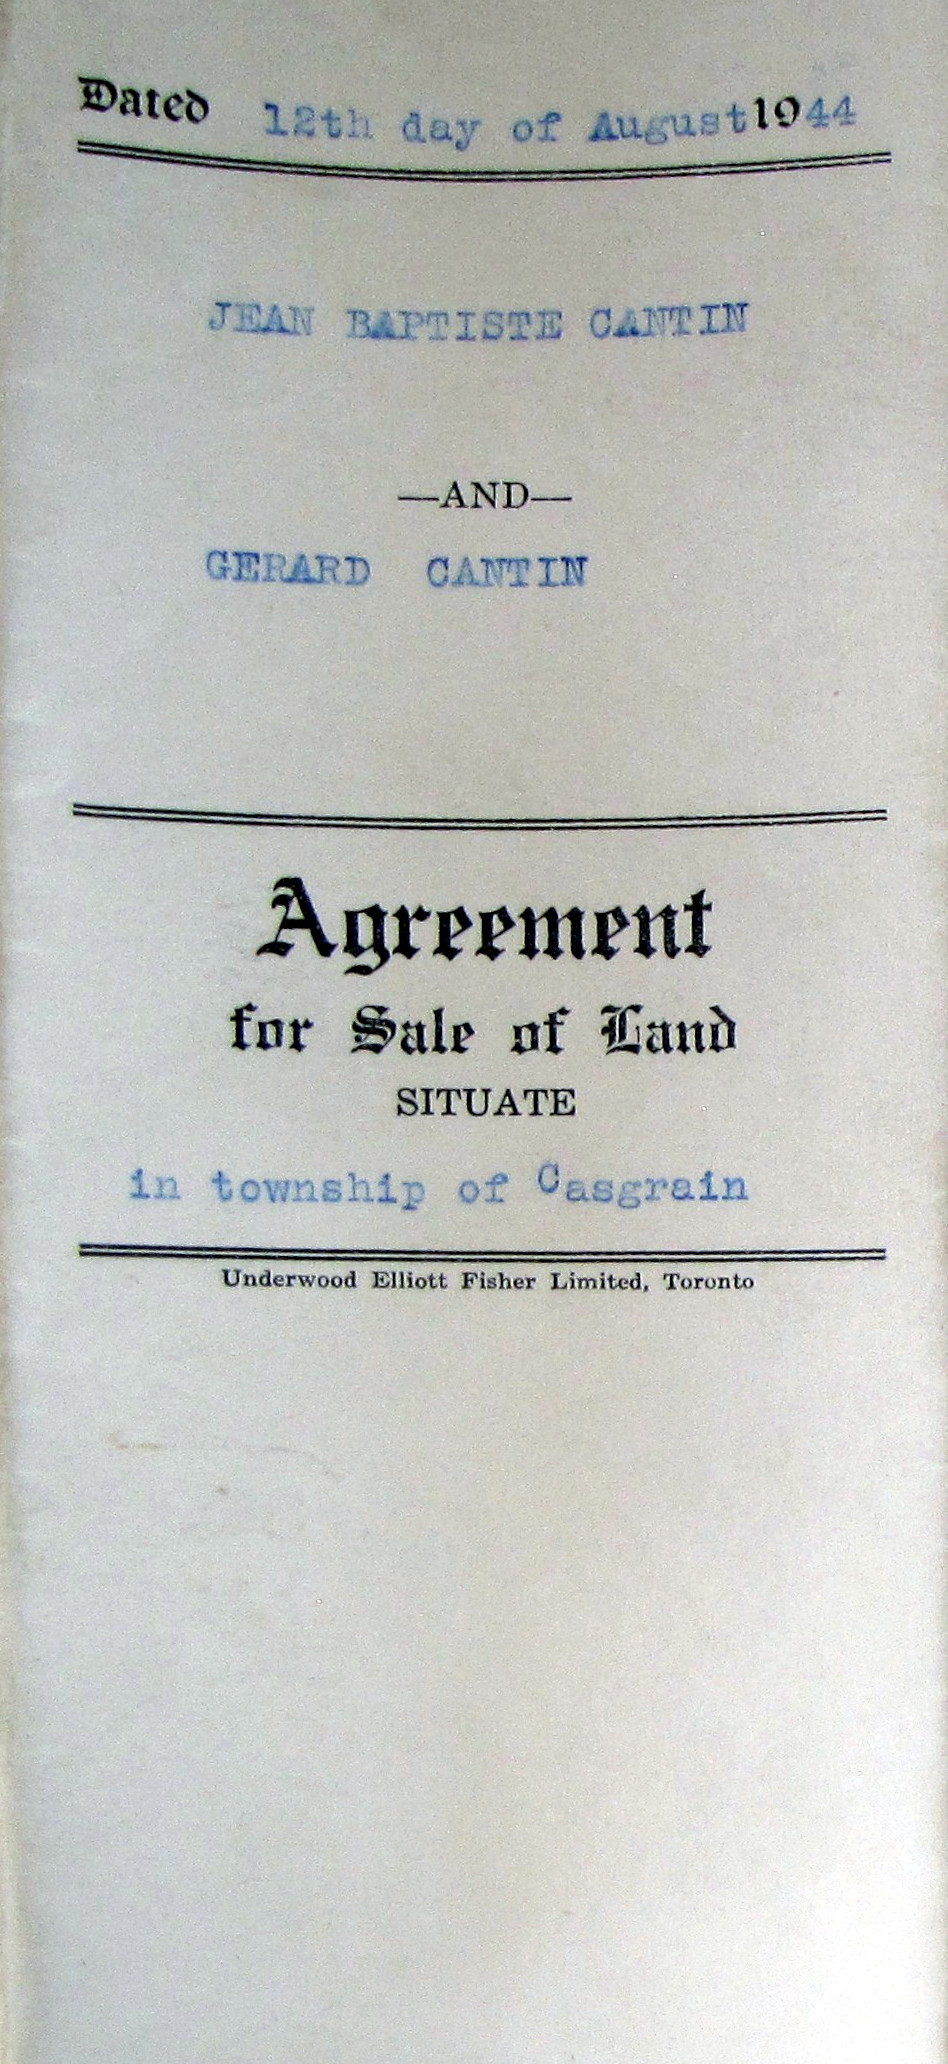 Dated 12th day of August 1944
JEAN BAPTISTE CANTIN
—AND—
GERARD CANTIN
Agreement
for Sale of Land
SITUATE
in township of Casgrain
Underwood Elliott Fisher Limited, Toronto